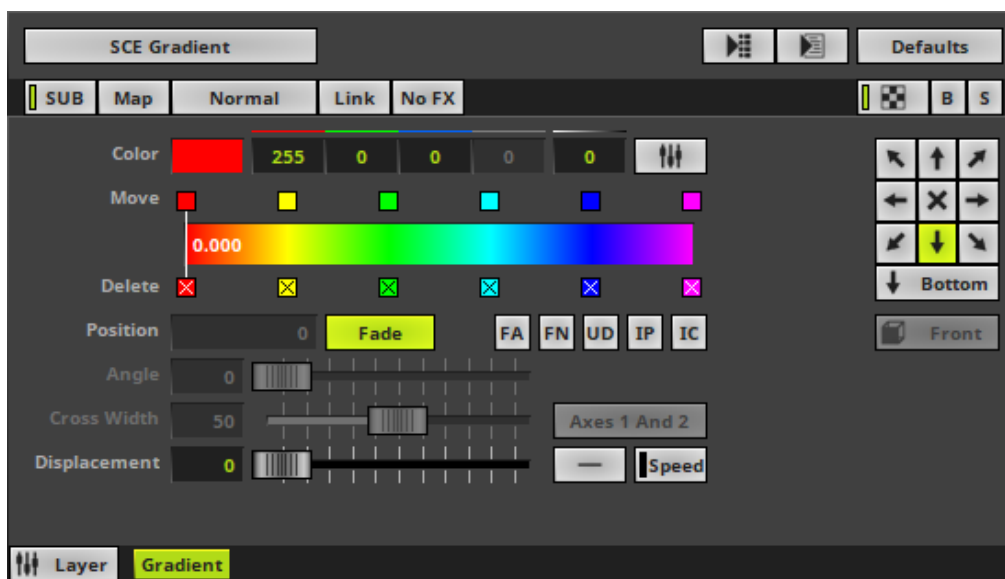 SCE Gradient Defaults
SUB Map Normal Link No FX B S
Color 255 0 0 0 0
Move
0.000
Delete
Bottom
Position 0 Fade FA FN UD IP IC Front
Angle 0
Cross Width 50 Axes 1 And 2
Displacement 0 Speed
Layer Gradient